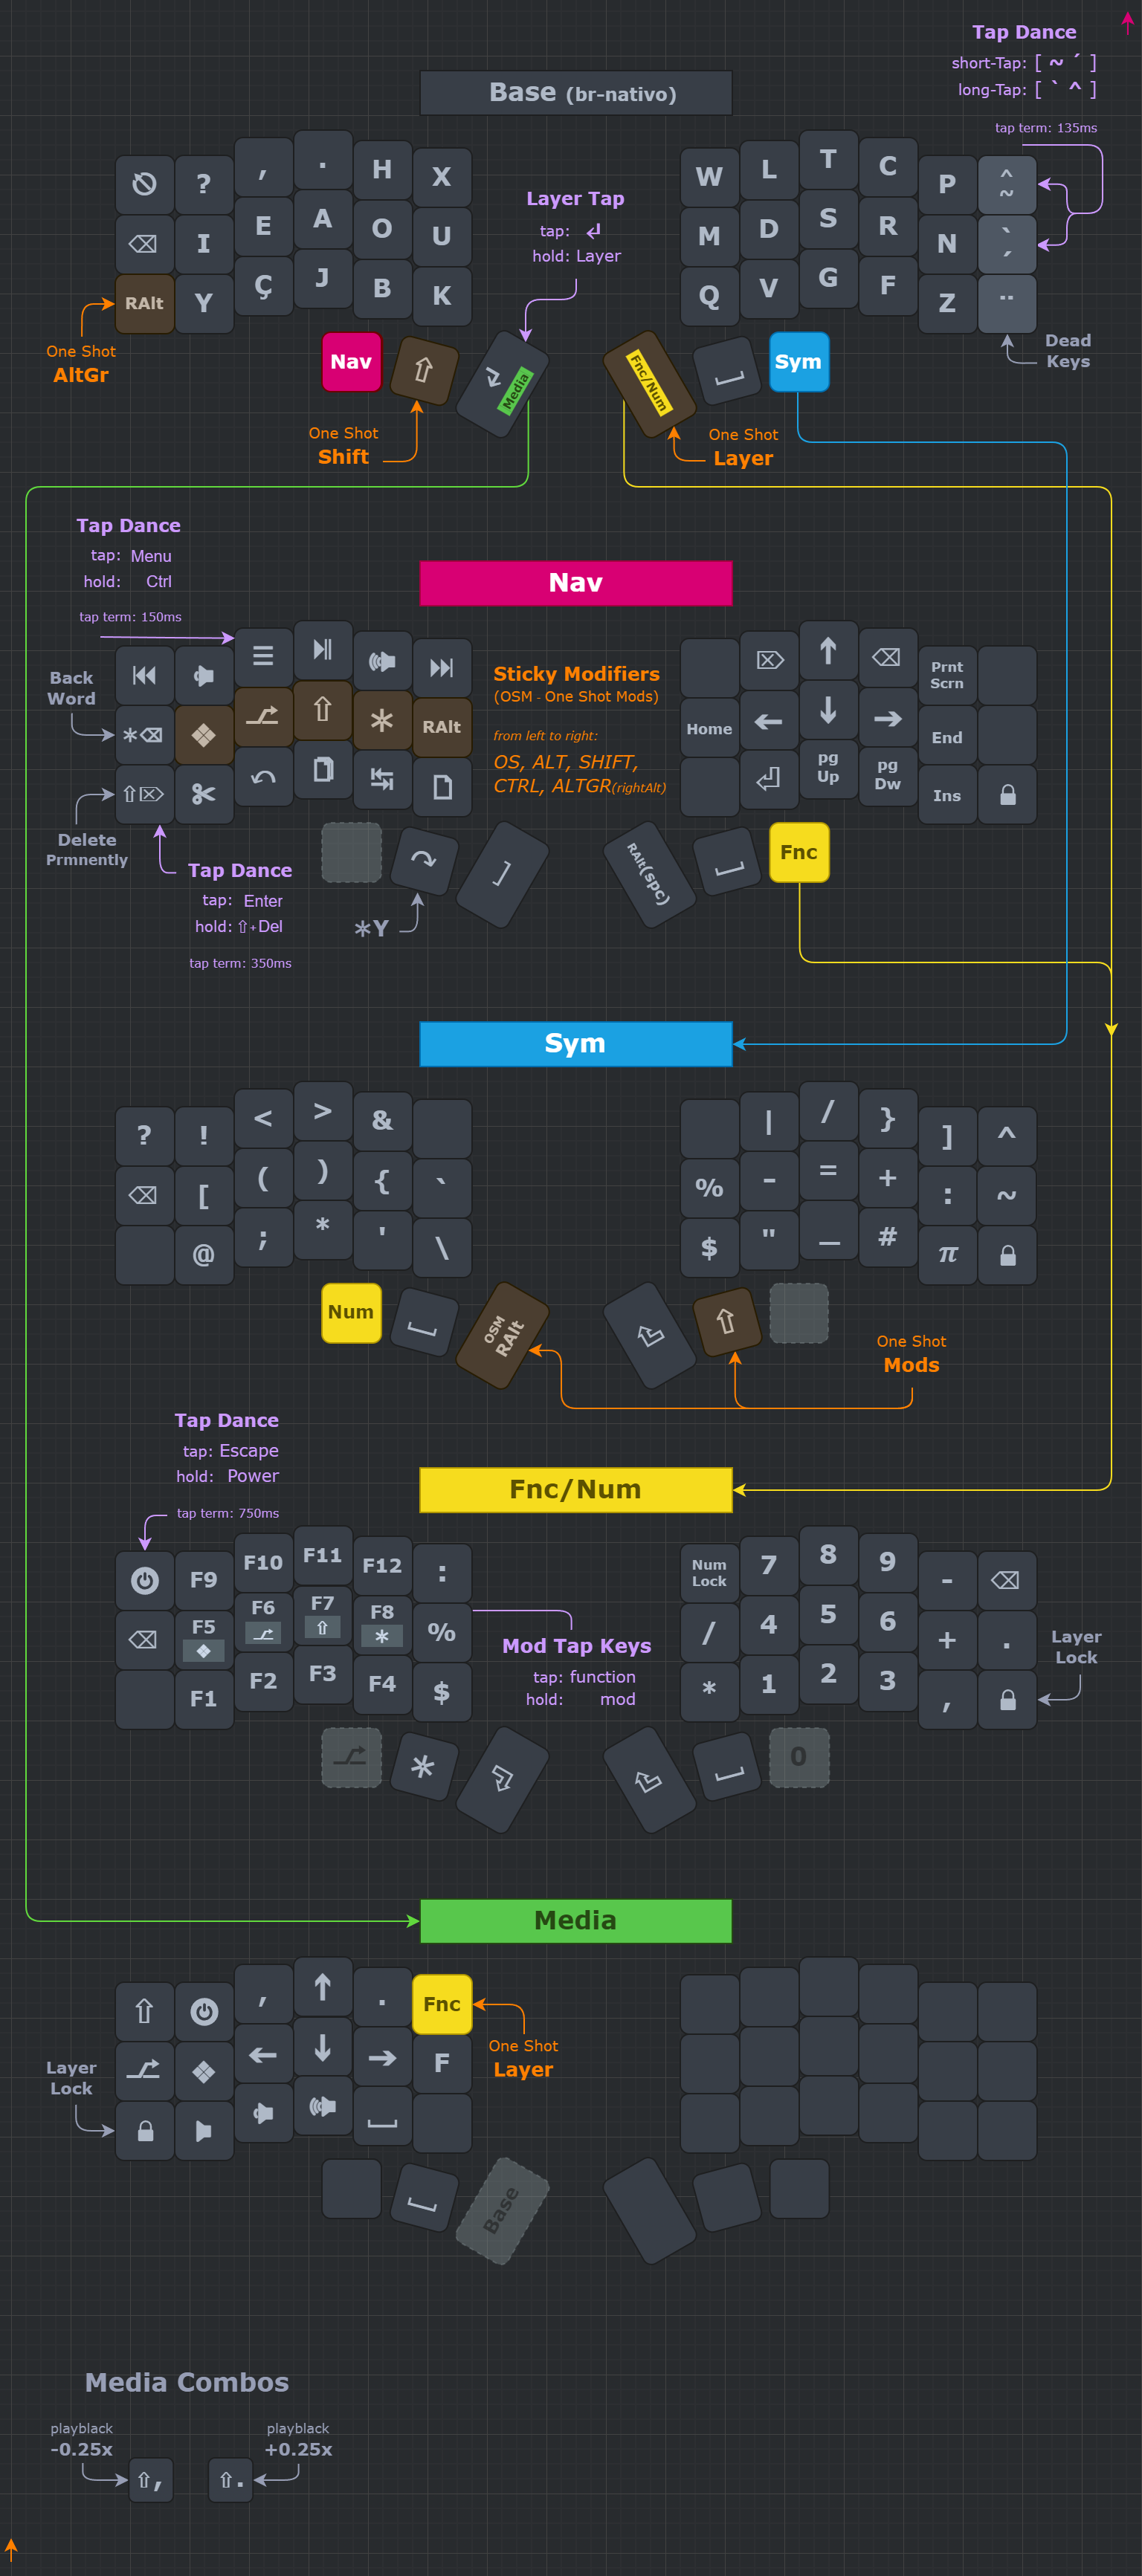 Tap Dance
short-Tap: [ ~ ´ ]
long-Tap: [ ` ^ ]
tap term: 135ms
Base (br-nativo)
? , . H X
W L T C P ^ ~
I E A O U
M D S R N ` ´
RAlt Y Ç J B K
Q V G F Z ¨
Layer Tap
tap: ↵
hold: Layer
One Shot
AltGr
Dead
Keys
Nav ⇧ Media
Fnc/Num Sym
One Shot
Shift
One Shot
Layer
Tap Dance
tap: Menu
hold: Ctrl
tap term: 150ms
Nav
Back
Word
Prnt
Scrn
RAlt
Home ← ↓ → End
pg
Up
pg
Dw
Ins
Sticky Modifiers
(OSM - One Shot Mods)
from left to right:
OS, ALT, SHIFT,
CTRL, ALTGR(rightAlt)
Delete
Prmnently
Tap Dance
tap: Enter
hold: ⇧+Del
tap term: 350ms
*Y
RAlt(spc)
Fnc
Sym
? ! < > &
| / } ] ^
[ ( ) { `
% - = + : ~
@ ; * ' \
$ " _ # π
Num
OSM
RAlt
⇧
One Shot
Mods
Tap Dance
tap: Escape
hold: Power
tap term: 750ms
Fnc/Num
F9 F10 F11 F12 :
Num
Lock
7 8 9 -
F5 F6 F7 F8 %
/ 4 5 6 + .
F1 F2 F3 F4 $
* 1 2 3 ,
Mod Tap Keys
tap: function
hold: mod
Layer
Lock
*
0
Media
⇧ , ↑ . Fnc
← ↓ → F
One Shot
Layer
Layer
Lock
Base
Media Combos
playblack
-0.25x
playblack
+0.25x
⇧,
⇧.